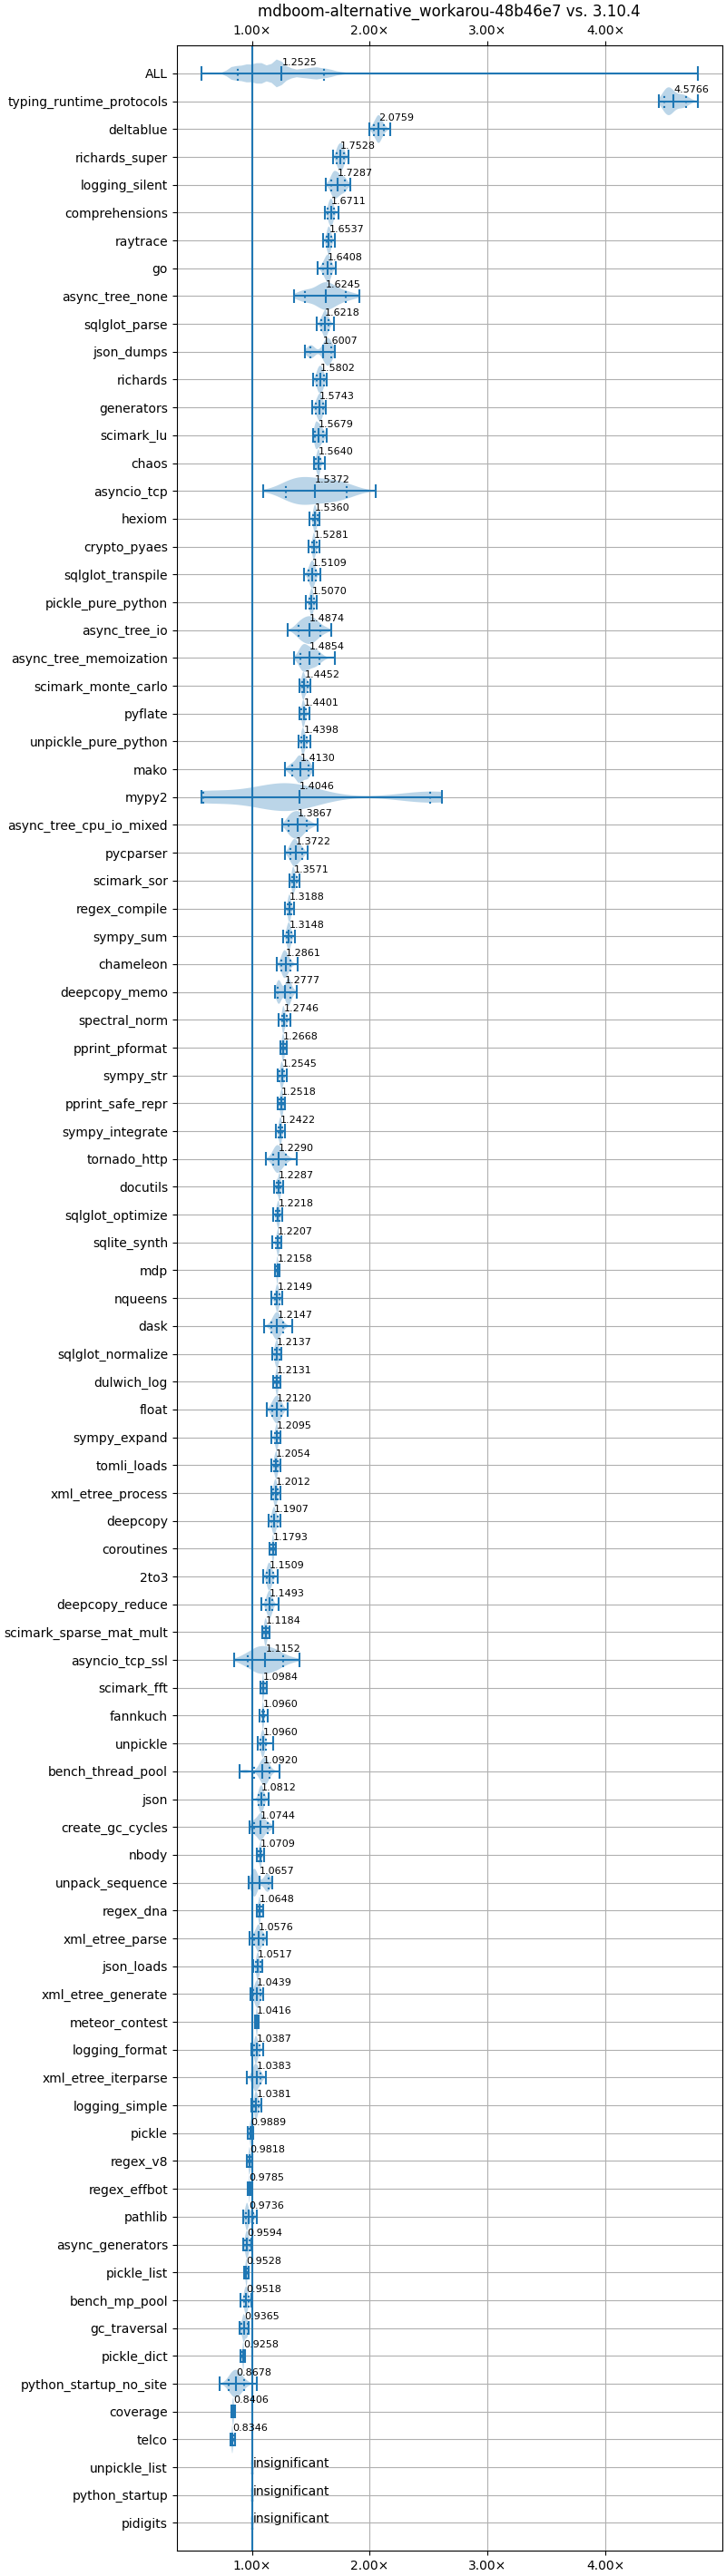 mdboom-alternative_workarou-48b46e7 vs. 3.10.4
1.00× 2.00× 3.00× 4.00×
ALL 1.2525
typing_runtime_protocols 4.5766
deltablue 2.0759
richards_super 1.7528
logging_silent 1.7287
comprehensions 1.6711
raytrace 1.6537
go 1.6408
async_tree_none 1.6245
sqlglot_parse 1.6218
json_dumps 1.6007
richards 1.5802
generators 1.5743
scimark_lu 1.5679
chaos 1.5640
asyncio_tcp 1.5372
hexiom 1.5360
crypto_pyaes 1.5281
sqlglot_transpile 1.5109
pickle_pure_python 1.5070
async_tree_io 1.4874
async_tree_memoization 1.4854
scimark_monte_carlo 1.4452
pyflate 1.4401
unpickle_pure_python 1.4398
mako 1.4130
mypy2 1.4046
async_tree_cpu_io_mixed 1.3867
pycparser 1.3722
scimark_sor 1.3571
regex_compile 1.3188
sympy_sum 1.3148
chameleon 1.2861
deepcopy_memo 1.2777
spectral_norm 1.2746
pprint_pformat 1.2668
sympy_str 1.2545
pprint_safe_repr 1.2518
sympy_integrate 1.2422
tornado_http 1.2290
docutils 1.2287
sqlglot_optimize 1.2218
sqlite_synth 1.2207
mdp 1.2158
nqueens 1.2149
dask 1.2147
sqlglot_normalize 1.2137
dulwich_log 1.2131
float 1.2120
sympy_expand 1.2095
tomli_loads 1.2054
xml_etree_process 1.2012
deepcopy 1.1907
coroutines 1.1793
2to3 1.1509
deepcopy_reduce 1.1493
scimark_sparse_mat_mult 1.1184
asyncio_tcp_ssl 1.1152
scimark_fft 1.0984
fannkuch 1.0960
unpickle 1.0960
bench_thread_pool 1.0920
json 1.0812
create_gc_cycles 1.0744
nbody 1.0709
unpack_sequence 1.0657
regex_dna 1.0648
xml_etree_parse 1.0576
json_loads 1.0517
xml_etree_generate 1.0439
meteor_contest 1.0416
logging_format 1.0387
xml_etree_iterparse 1.0383
logging_simple 1.0381
pickle 0.9889
regex_v8 0.9818
regex_effbot 0.9785
pathlib 0.9736
async_generators 0.9594
pickle_list 0.9528
bench_mp_pool 0.9518
gc_traversal 0.9365
pickle_dict 0.9258
python_startup_no_site 0.8678
coverage 0.8406
telco 0.8346
unpickle_list insignificant
python_startup insignificant
pidigits insignificant
1.00× 2.00× 3.00× 4.00×